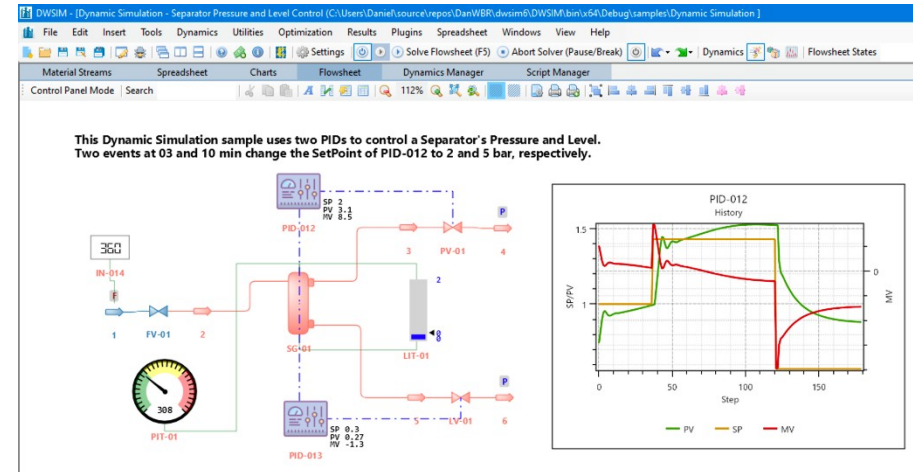 DWSIM - [Dynamic Simulation - Separator Pressure and Level Control (C:\Users\Daniel\source\repos\DanWBR\dwsim6\DWSIM\bin\x64\Debug\samples\Dynamic Simulation ]
File Edit Insert Tools Dynamics Utilities Optimization Results Plugins Spreadsheet Windows View Help
Settings Solve Flowsheet (F5) Abort Solver (Pause/Break) Dynamics Flowsheet States
Material Streams Spreadsheet Charts Flowsheet Dynamics Manager Script Manager
Control Panel Mode Search 112%
This Dynamic Simulation sample uses two PIDs to control a Separator's Pressure and Level.
Two events at 03 and 10 min change the SetPoint of PID-012 to 2 and 5 bar, respectively.
SP 2
PV 3.1
MV 8.5
PID-012
P
3 PV-01 4
360
IN-014
F
1 FV-01 2
SG-01
2
0
0
LIT-01
308
PIT-01
P
5 LV-01 6
SP 0.3
PV 0.27
MV -1.3
PID-013
PID-012
History
SP/PV
1.5
1
0
MV
0 50 100 150
Step
PV SP MV